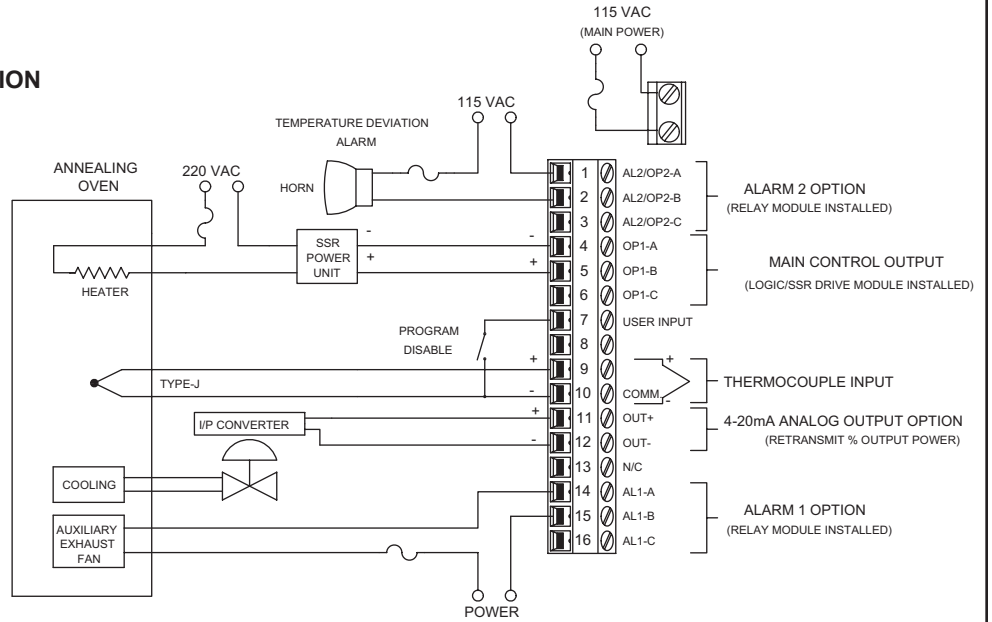 ION
115 VAC
(MAIN POWER)
115 VAC
TEMPERATURE DEVIATION
ALARM
HORN
ANNEALING
OVEN
220 VAC
HEATER
SSR
POWER
UNIT
-
+
-
+
PROGRAM
DISABLE
TYPE-J
+
-
I/P CONVERTER
+
-
COOLING
AUXILIARY
EXHAUST
FAN
POWER
1 AL2/OP2-A
2 AL2/OP2-B
3 AL2/OP2-C
4 OP1-A
5 OP1-B
6 OP1-C
7 USER INPUT
8
9 +
10 COMM. -
11 OUT+
12 OUT-
13 N/C
14 AL1-A
15 AL1-B
16 AL1-C
ALARM 2 OPTION
(RELAY MODULE INSTALLED)
MAIN CONTROL OUTPUT
(LOGIC/SSR DRIVE MODULE INSTALLED)
THERMOCOUPLE INPUT
4-20mA ANALOG OUTPUT OPTION
(RETRANSMIT % OUTPUT POWER)
ALARM 1 OPTION
(RELAY MODULE INSTALLED)